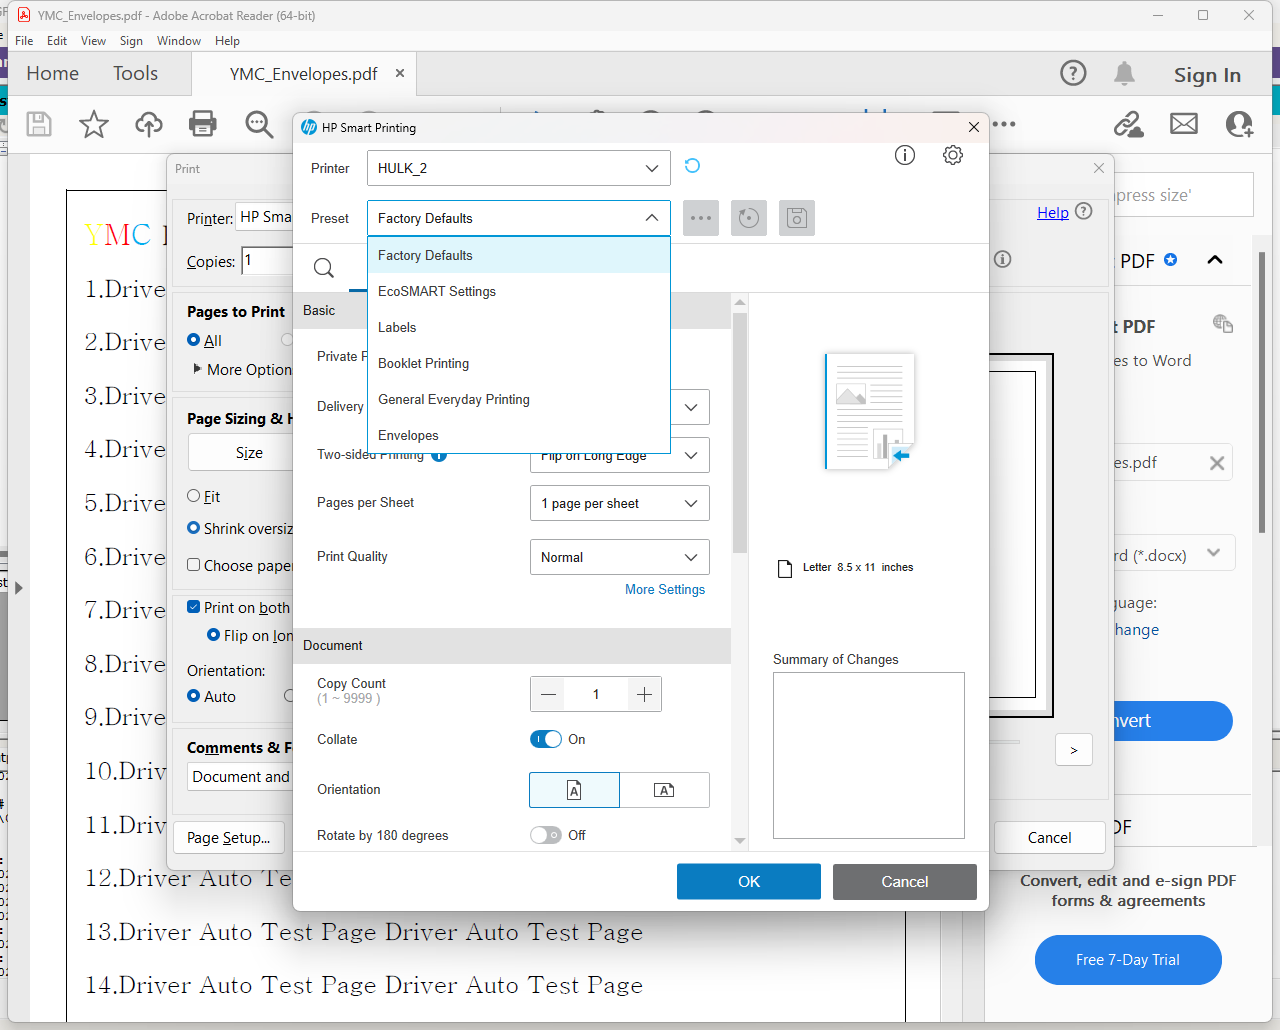 YMC_Envelopes.pdf - Adobe Acrobat Reader (64-bit)
File Edit View Sign Window Help
Home Tools YMC_Envelopes.pdf × Sign In
HP Smart Printing
Print
Printer HULK_2
Preset Factory Defaults
Factory Defaults
EcoSMART Settings
Labels
Booklet Printing
General Everyday Printing
Envelopes
Basic
Private
Delivery
Two-sided Printing Flip on Long Edge
Pages per Sheet 1 page per sheet
Print Quality Normal
More Settings
Document
Copy Count 1
(1 ~ 9999 )
Collate On
Orientation
Rotate by 180 degrees Off
Letter 8.5 x 11 inches
Summary of Changes
OK Cancel
Printer: HP Sma
Copies: 1
Help
Pages to Print
All
More Option
Page Sizing & H
Size
Fit
Shrink oversiz
Choose pape
Print on both
Flip on lon
Orientation:
Auto
Comments & F
Document and
Page Setup...
>
Cancel
YMC
1.Drive
2.Drive
3.Drive
4.Drive
5.Drive
6.Drive
7.Drive
8.Drive
9.Drive
10.Drive
11.Drive
12.Driver Auto Te
13.Driver Auto Test Page Driver Auto Test Page
14.Driver Auto Test Page Driver Auto Test Page
press size'
PDF
t PDF
es to Word
es.pdf
rd (*.docx)
guage:
hange
nvert
DF
Convert, edit and e-sign PDF
forms & agreements
Free 7-Day Trial